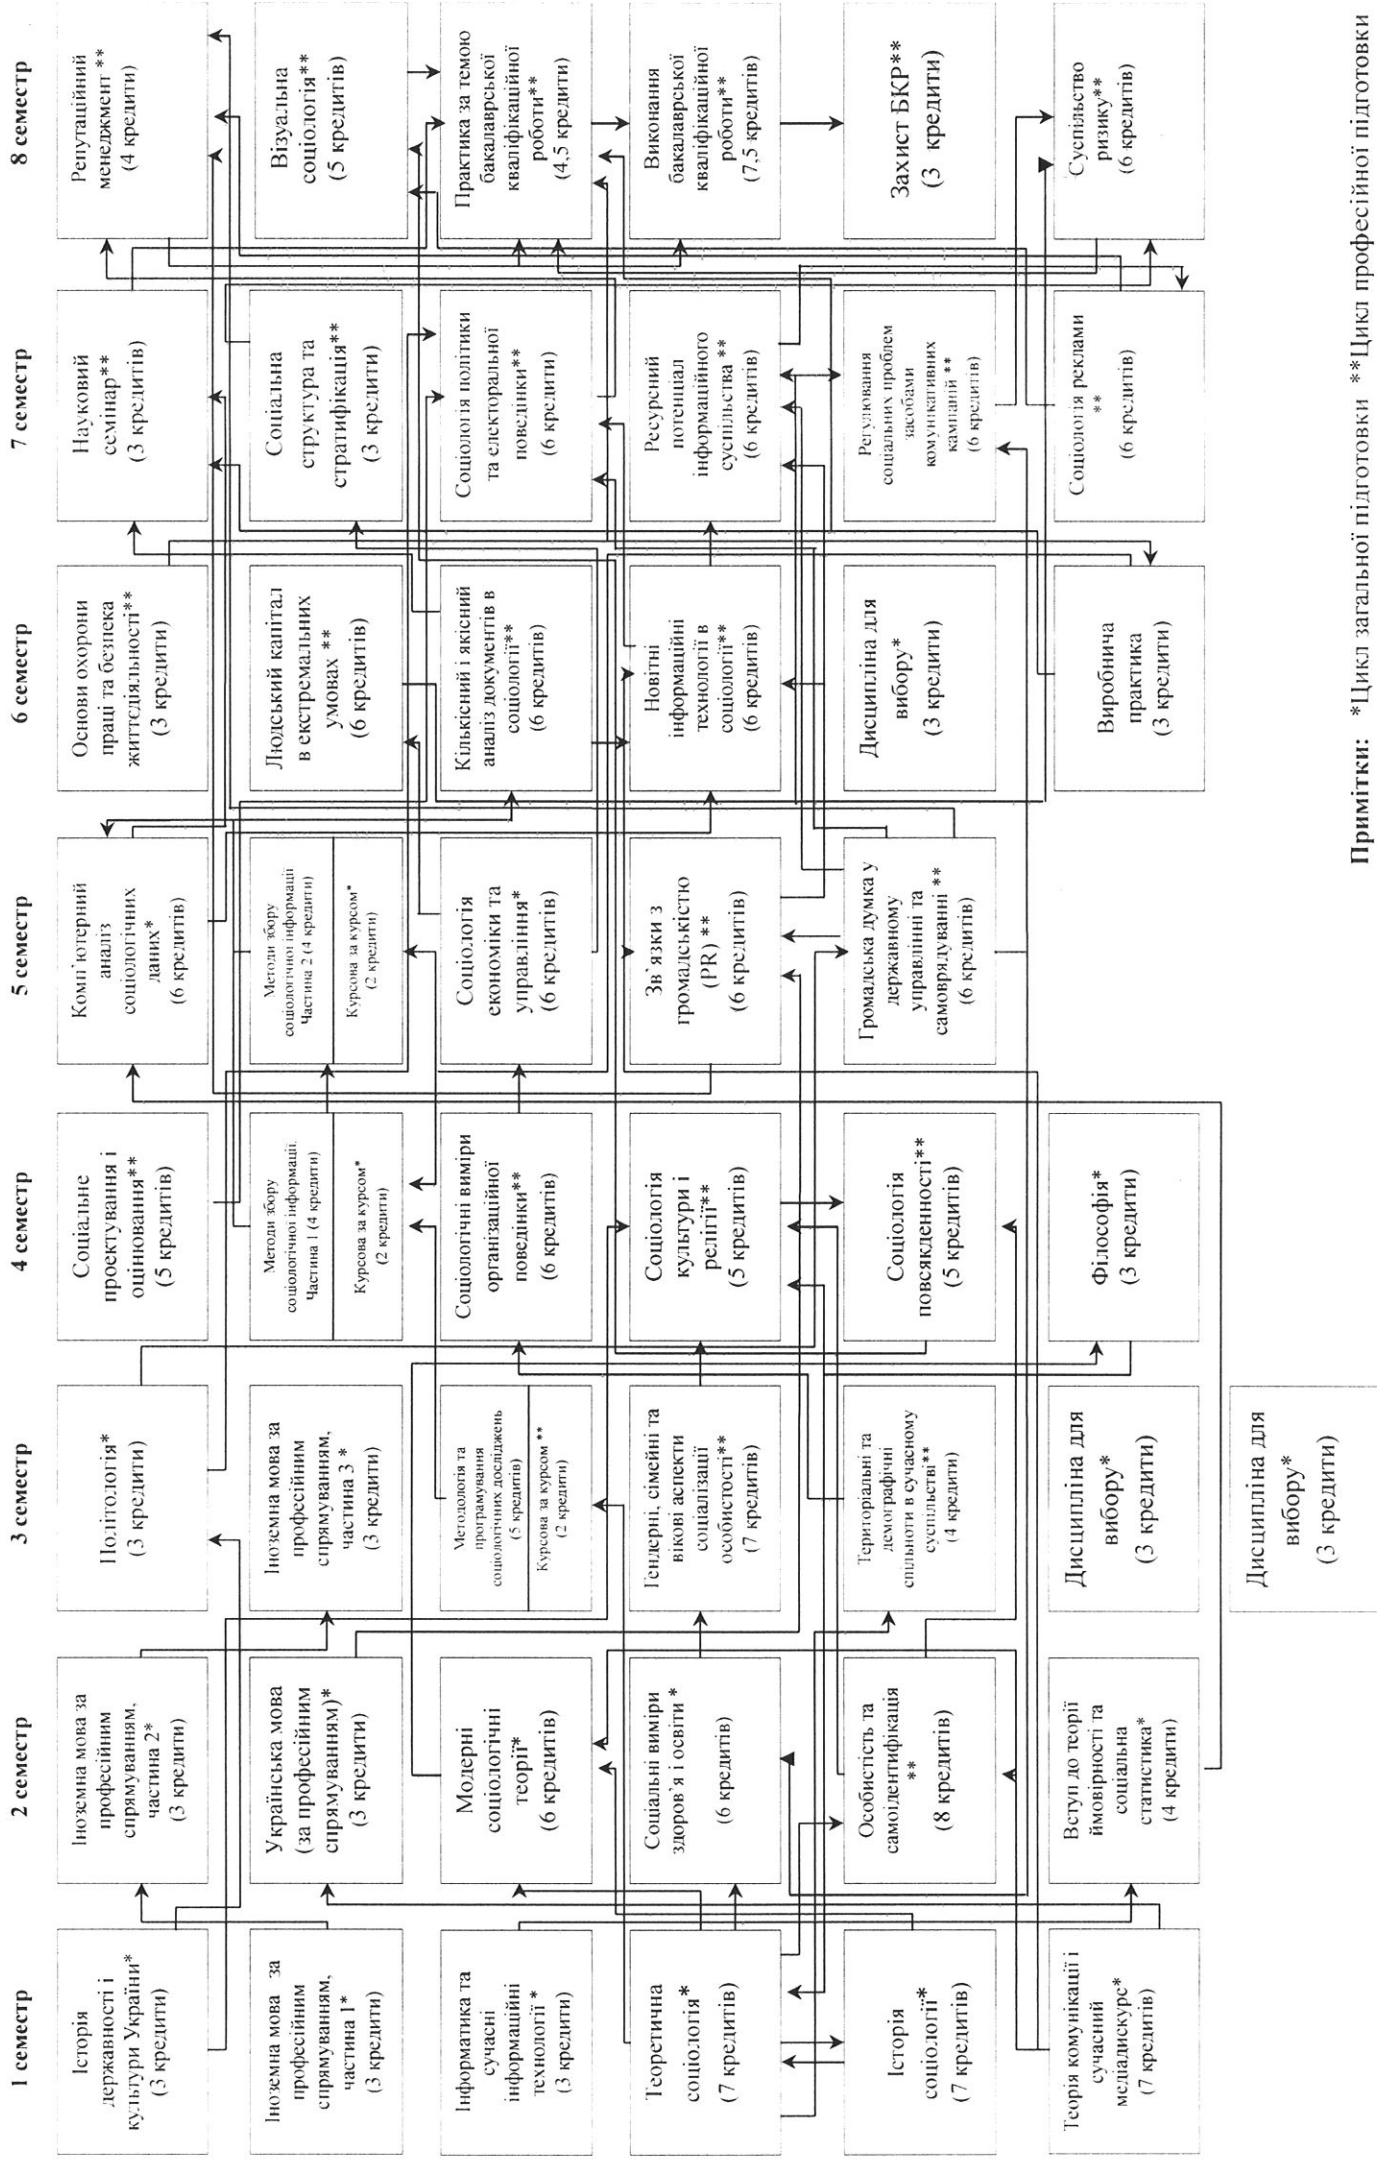 1 семестр
Історія
державності і
культури України*
(3 кредити)
Іноземна мова за
професійним
спрямуванням,
частина 1*
(3 кредити)
Інформатика та
сучасні
інформаційні
технології *
(3 кредити)
Теоретична
соціологія*
(7 кредитів)
Історія
соціології*
(7 кредитів)
Теорія комунікації і
сучасний
медіадискурс*
(7 кредитів)
2 семестр
Іноземна мова за
професійним
спрямуванням,
частина 2*
(3 кредити)
Українська мова
(за професійним
спрямуванням)*
(3 кредити)
Модерні
соціологічні
теорії*
(6 кредитів)
Соціальні виміри
здоров`я і освіти *
(6 кредитів)
Особистість та
самоідентифікація
**
(8 кредитів)
Вступ до теорії
ймовірності та
соціальна
статистика*
(4 кредити)
3 семестр
Політологія*
(3 кредити)
Іноземна мова за
професійним
спрямуванням,
частина 3 *
(3 кредити)
Методологія та
програмування
соціологічних досліджень
(5 кредитів)
Курсова за курсом **
(2 кредити)
Гендерні, сімейні та
вікові аспекти
соціалізації
особистості**
(7 кредитів)
Територіальні та
демографічні
спільноти в сучасному
суспільстві**
(4 кредити)
Дисципліна для
вибору*
(3 кредити)
Дисципліна для
вибору*
(3 кредити)
4 семестр
Соціальне
проектування і
оцінювання**
(5 кредитів)
Методи збору
соціологічної інформації.
Частина 1 (4 кредити)
Курсова за курсом*
(2 кредити)
Соціологічні виміри
організаційної
поведінки**
(6 кредитів)
Соціологія
культури і
релігії**
(5 кредитів)
Соціологія
повсякденності**
(5 кредитів)
Філософія*
(3 кредити)
5 семестр
Комп`ютерний
аналіз
соціологічних
даних*
(6 кредитів)
Методи збору
соціологічної інформації
Частина 2 (4 кредити)
Курсова за курсом*
(2 кредити)
Соціологія
економіки та
управління*
(6 кредитів)
Зв`язки з
громадськістю
(PR) **
(6 кредитів)
Громадська думка у
державному
управлінні та
самоврядуванні **
(6 кредитів)
6 семестр
Основи охорони
праці та безпека
життєдіяльності**
(3 кредити)
Людський капітал
в екстремальних
умовах **
(6 кредитів)
Кількісний і якісний
аналіз документів в
соціології**
(6 кредитів)
Новітні
інформаційні
технології в
соціології**
(6 кредитів)
Дисципліна для
вибору*
(3 кредити)
Виробнича
практика
(3 кредити)
7 семестр
Науковий
семінар**
(3 кредитів)
Соціальна
структура та
стратифікація**
(3 кредити)
Соціологія політики
та електоральної
поведінки**
(6 кредитів)
Ресурсний
потенціал
інформаційного
суспільства **
(6 кредитів)
Регулювання
соціальних проблем
засобами
комунікативних
кампаній **
(6 кредитів)
Соціологія реклами
**
(6 кредитів)
8 семестр
Репутаційний
менеджмент **
(4 кредити)
Візуальна
соціологія**
(5 кредитів)
Практика за темою
бакалаврської
кваліфікаційної
роботи**
(4,5 кредити)
Виконання
бакалаврської
кваліфікаційної
роботи**
(7,5 кредити)
Захист БКР**
(3 кредити)
Суспільство
ризику**
(6 кредитів)
Примітки: *Цикл загальної підготовки **Цикл професійної підготовки